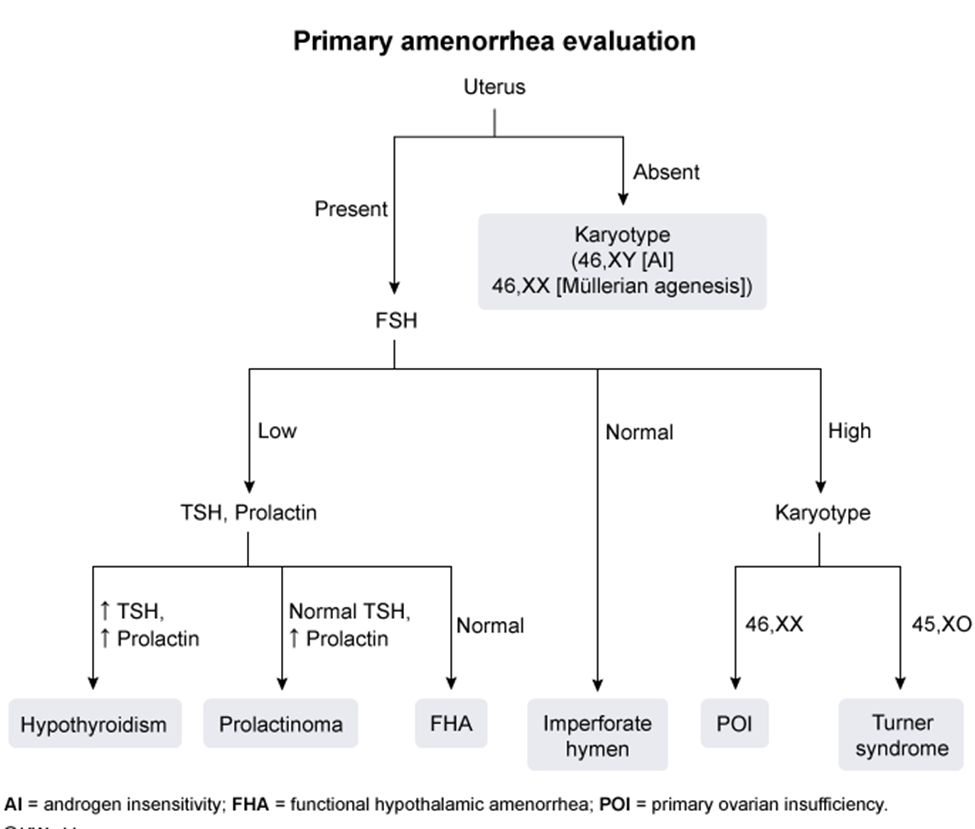 Primary amenorrhea evaluation
Uterus
Absent
Present
Karyotype
(46,XY [AI]
46,XX [Müllerian agenesis])
FSH
Low
Normal
High
TSH, Prolactin
Karyotype
↑ TSH,
↑ Prolactin
Normal TSH,
↑ Prolactin
Normal
46,XX
45,XO
Hypothyroidism
Prolactinoma
FHA
Imperforate
hymen
POI
Turner
syndrome
AI = androgen insensitivity; FHA = functional hypothalamic amenorrhea; POI = primary ovarian insufficiency.